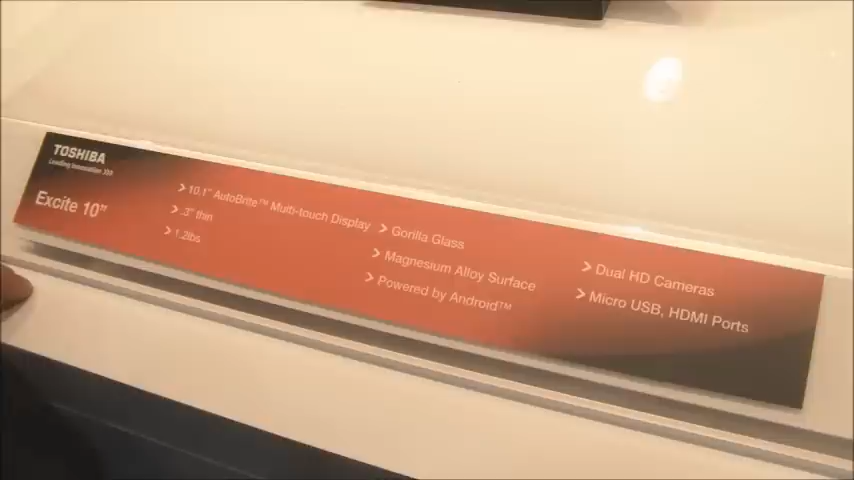 TOSHIBA
Leading Innovation >>>
Excite 10"
> 10.1" AutoBrite™ Multi-touch Display
> .3" thin
> 1.2lbs
> Gorilla Glass
> Magnesium Alloy Surface
> Powered by Android™
> Dual HD Cameras
> Micro USB, HDMI Ports